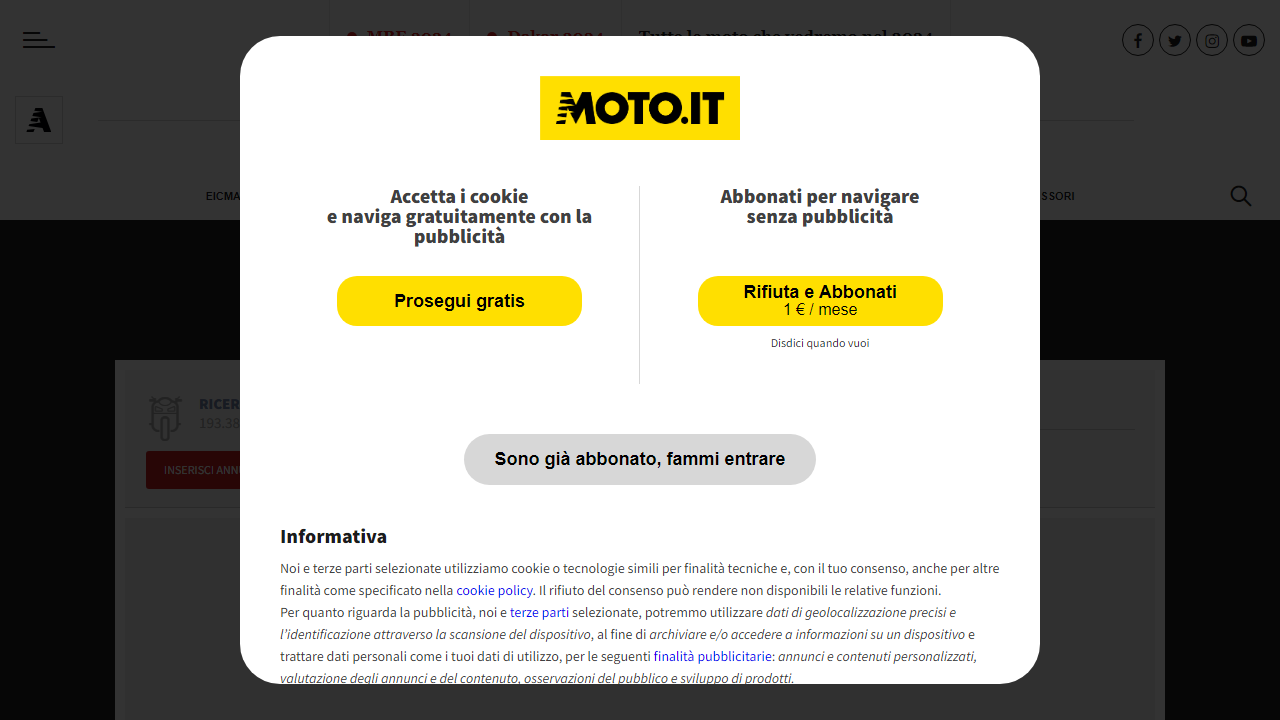 MBE 2024
Dakar 2024
Tutte le moto che vedremo nel 2024
A
MOTO.IT
EICMA
SSORI
Accetta i cookie
e naviga gratuitamente con la
pubblicità
Prosegui gratis
Abbonati per navigare
senza pubblicità
Rifiuta e Abbonati
1 € / mese
Disdici quando vuoi
RICER
193.38
INSERISCI ANNU
Sono già abbonato, fammi entrare
Informativa
Noi e terze parti selezionate utilizziamo cookie o tecnologie simili per finalità tecniche e, con il tuo consenso, anche per altre
finalità come specificato nella cookie policy. Il rifiuto del consenso può rendere non disponibili le relative funzioni.
Per quanto riguarda la pubblicità, noi e terze parti selezionate, potremmo utilizzare dati di geolocalizzazione precisi e
l’identificazione attraverso la scansione del dispositivo, al fine di archiviare e/o accedere a informazioni su un dispositivo e
trattare dati personali come i tuoi dati di utilizzo, per le seguenti finalità pubblicitarie: annunci e contenuti personalizzati,
valutazione degli annunci e del contenuto, osservazioni del pubblico e sviluppo di prodotti.